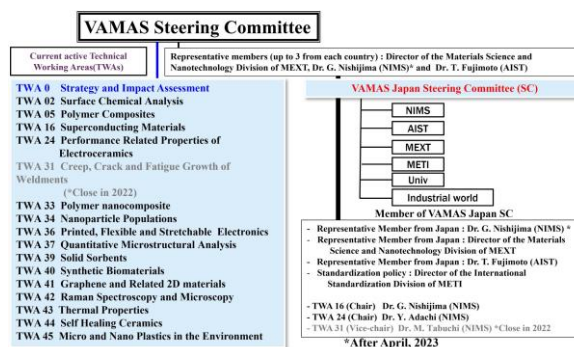 VAMAS Steering Committee
Current active Technical
Working Areas(TWAs)
Representative members (up to 3 from each country) : Director of the Materials Science and
Nanotechnology Division of MEXT, Dr. G. Nishijima (NIMS)* and Dr. T. Fujimoto (AIST)
TWA 0 Strategy and Impact Assessment
TWA 02 Surface Chemical Analysis
TWA 05 Polymer Composites
TWA 16 Superconducting Materials
TWA 24 Performance Related Properties of
Electroceramics
TWA 31 Creep, Crack and Fatigue Growth of
Weldments
(*Close in 2022)
TWA 33 Polymer nanocomposite
TWA 34 Nanoparticle Populations
TWA 36 Printed, Flexible and Stretchable Electronics
TWA 37 Quantitative Microstructural Analysis
TWA 39 Solid Sorbents
TWA 40 Synthetic Biomaterials
TWA 41 Graphene and Related 2D materials
TWA 42 Raman Spectroscopy and Microscopy
TWA 43 Thermal Properties
TWA 44 Self Healing Ceramics
TWA 45 Micro and Nano Plastics in the Environment
VAMAS Japan Steering Committee (SC)
NIMS
AIST
MEXT
METI
Univ
Industrial world
Member of VAMAS Japan SC
- Representative Member from Japan : Dr. G. Nishijima (NIMS) *
- Representative Member from Japan : Director of the Materials
Science and Nanotechnology Division of MEXT
- Representative Member from Japan : Dr. T. Fujimoto (AIST)
- Standardization policy : Director of the International
Standardization Division of METI
- TWA 16 (Chair) Dr. G. Nishijima (NIMS)
- TWA 24 (Chair) Dr. Y. Adachi (NIMS)
- TWA 31 (Vice-chair) Dr. M. Tabuchi (NIMS) *Close in 2022
*After April, 2023